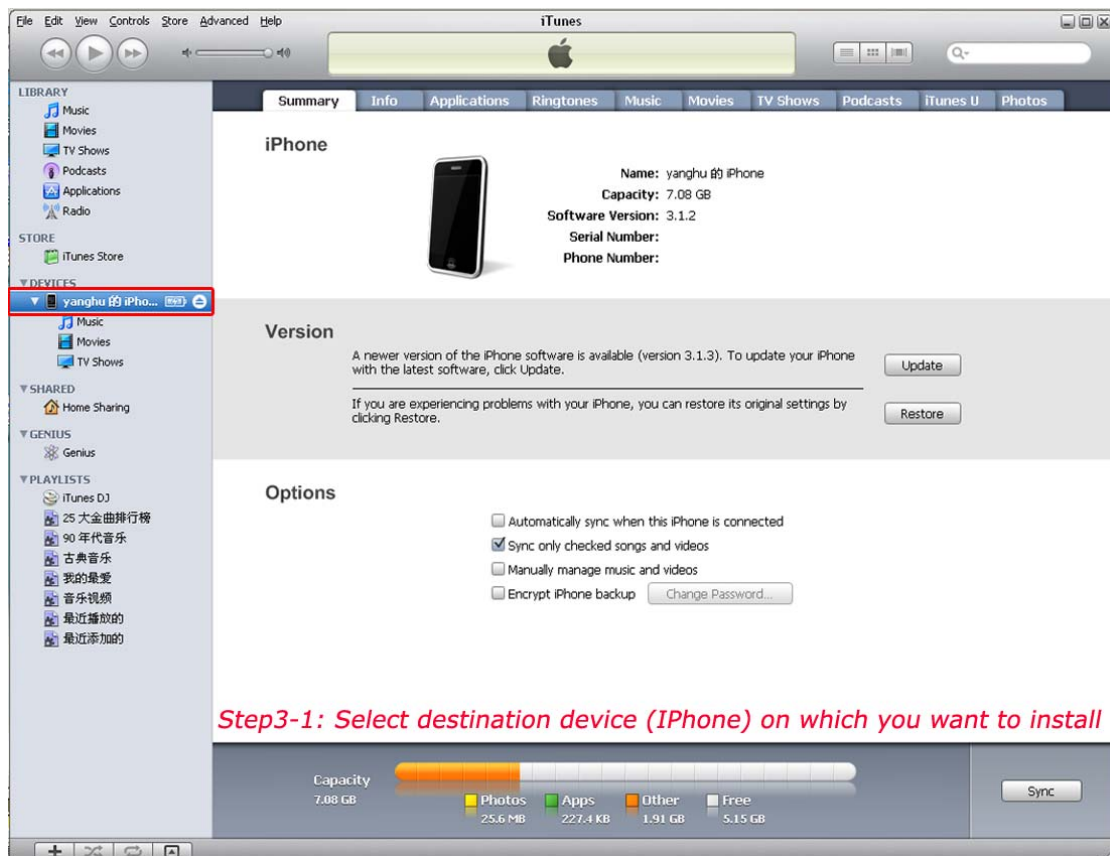 File Edit View Controls Store Advanced Help
iTunes
LIBRARY
Music
Movies
TV Shows
Podcasts
Applications
Radio
STORE
iTunes Store
DEVICES
yanghu 的 iPho...
Music
Movies
TV Shows
SHARED
Home Sharing
GENIUS
Genius
PLAYLISTS
iTunes DJ
25 大金曲排行榜
90 年代音乐
古典音乐
我的最爱
音乐视频
最近播放的
最近添加的
Summary Info Applications Ringtones Music Movies TV Shows Podcasts iTunes U Photos
iPhone
Name: yanghu 的 iPhone
Capacity: 7.08 GB
Software Version: 3.1.2
Serial Number:
Phone Number:
Version
A newer version of the iPhone software is available (version 3.1.3). To update your iPhone
with the latest software, click Update.
Update
If you are experiencing problems with your iPhone, you can restore its original settings by
clicking Restore.
Restore
Options
Automatically sync when this iPhone is connected
Sync only checked songs and videos
Manually manage music and videos
Encrypt iPhone backup Change Password...
Step3-1: Select destination device (IPhone) on which you want to install
Capacity
7.08 GB
Photos Apps Other Free
25.6 MB 227.4 KB 1.91 GB 5.15 GB
Sync